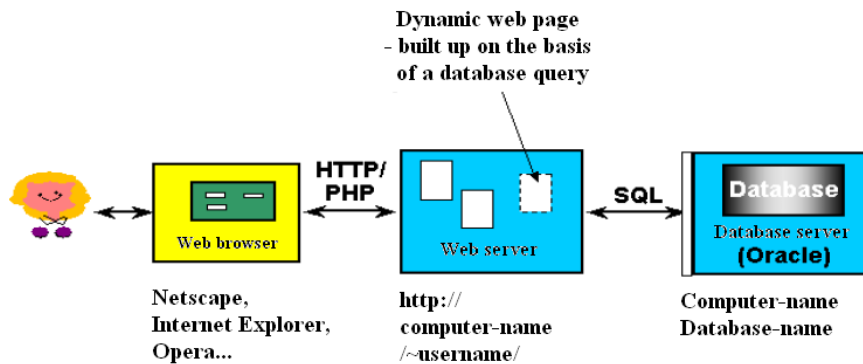 Dynamic web page
- built up on the basis
of a database query
HTTP/
PHP
SQL
Database
Web browser
Web server
Database server
(Oracle)
Netscape,
Internet Explorer,
Opera...
http://
computer-name
/~username/
Computer-name
Database-name